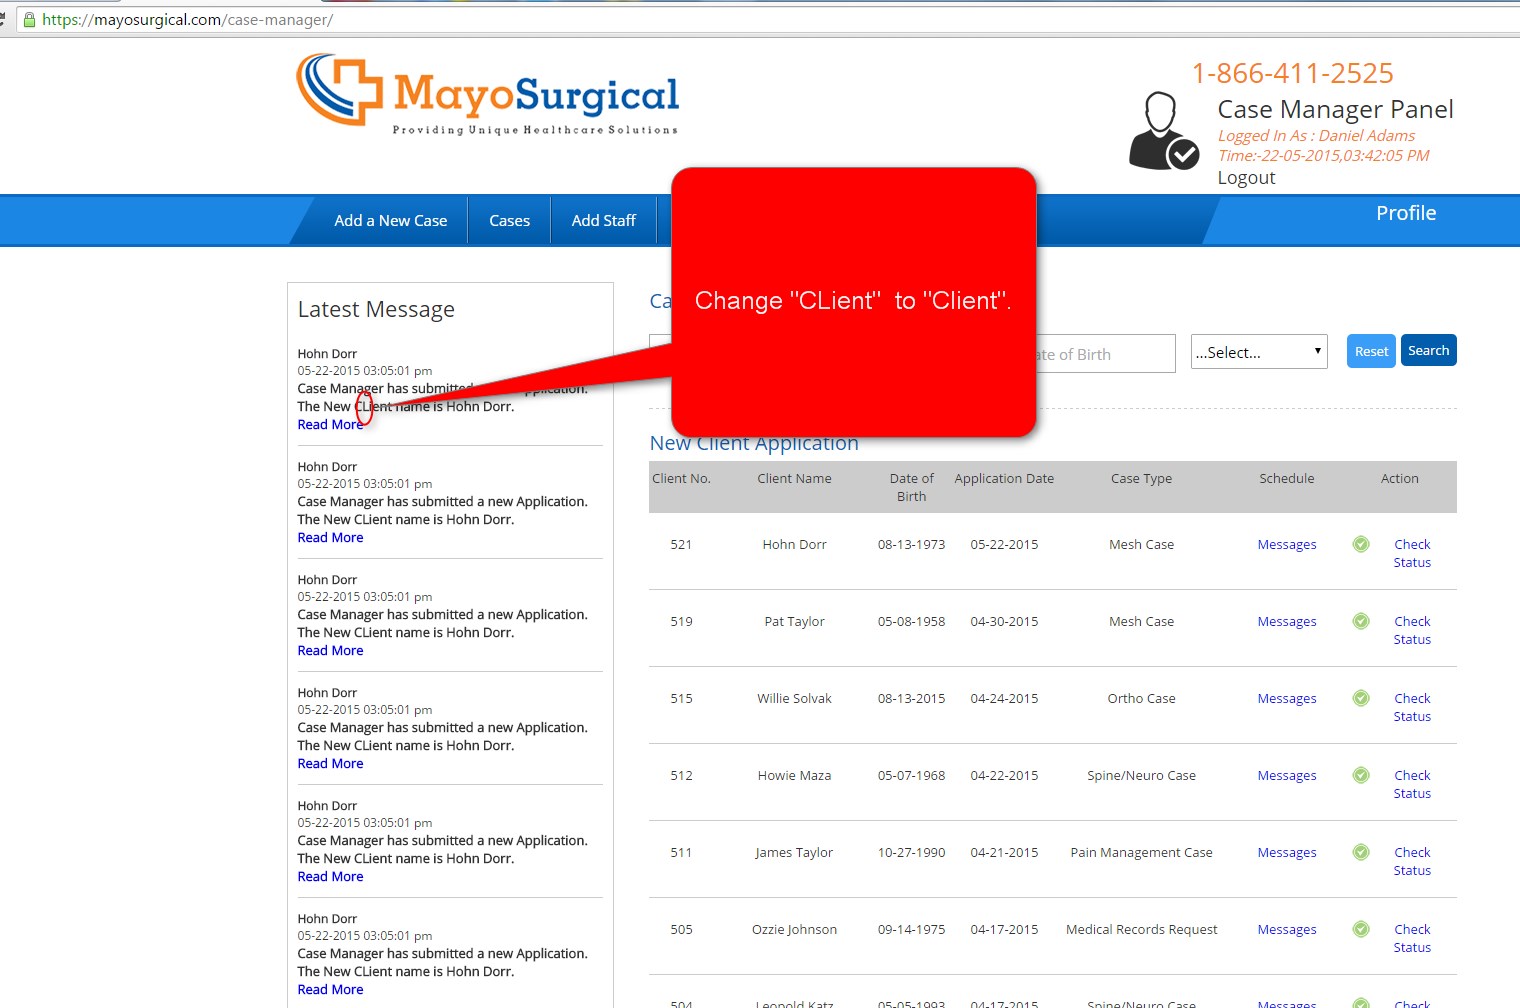 https://mayosurgical.com/case-manager/
MayoSurgical
Providing Unique Healthcare Solutions
1-866-411-2525
Case Manager Panel
Logged In As : Daniel Adams
Time:-22-05-2015,03:42:05 PM
Logout
Add a New Case
Cases
Add Staff
Profile
Change "CLient"  to "Client".
Latest Message
Hohn Dorr
05-22-2015 03:05:01 pm
Case Manager has submitted Application.
The New CLient name is Hohn Dorr.
Read More
Hohn Dorr
05-22-2015 03:05:01 pm
Case Manager has submitted a new Application.
The New CLient name is Hohn Dorr.
Read More
Hohn Dorr
05-22-2015 03:05:01 pm
Case Manager has submitted a new Application.
The New CLient name is Hohn Dorr.
Read More
Hohn Dorr
05-22-2015 03:05:01 pm
Case Manager has submitted a new Application.
The New CLient name is Hohn Dorr.
Read More
Hohn Dorr
05-22-2015 03:05:01 pm
Case Manager has submitted a new Application.
The New CLient name is Hohn Dorr.
Read More
Hohn Dorr
05-22-2015 03:05:01 pm
Case Manager has submitted a new Application.
The New CLient name is Hohn Dorr.
Read More
of Birth
...Select...
Reset
Search
New Client Application
Client No. Client Name Date of Birth Application Date Case Type Schedule Action
521 Hohn Dorr 08-13-1973 05-22-2015 Mesh Case Messages Check Status
519 Pat Taylor 05-08-1958 04-30-2015 Mesh Case Messages Check Status
515 Willie Solvak 08-13-2015 04-24-2015 Ortho Case Messages Check Status
512 Howie Maza 05-07-1968 04-22-2015 Spine/Neuro Case Messages Check Status
511 James Taylor 10-27-1990 04-21-2015 Pain Management Case Messages Check Status
505 Ozzie Johnson 09-14-1975 04-17-2015 Medical Records Request Messages Check Status
504 Leopold Katz 05-05-1993 04-17-2015 Spine/Neuro Case Messages Check